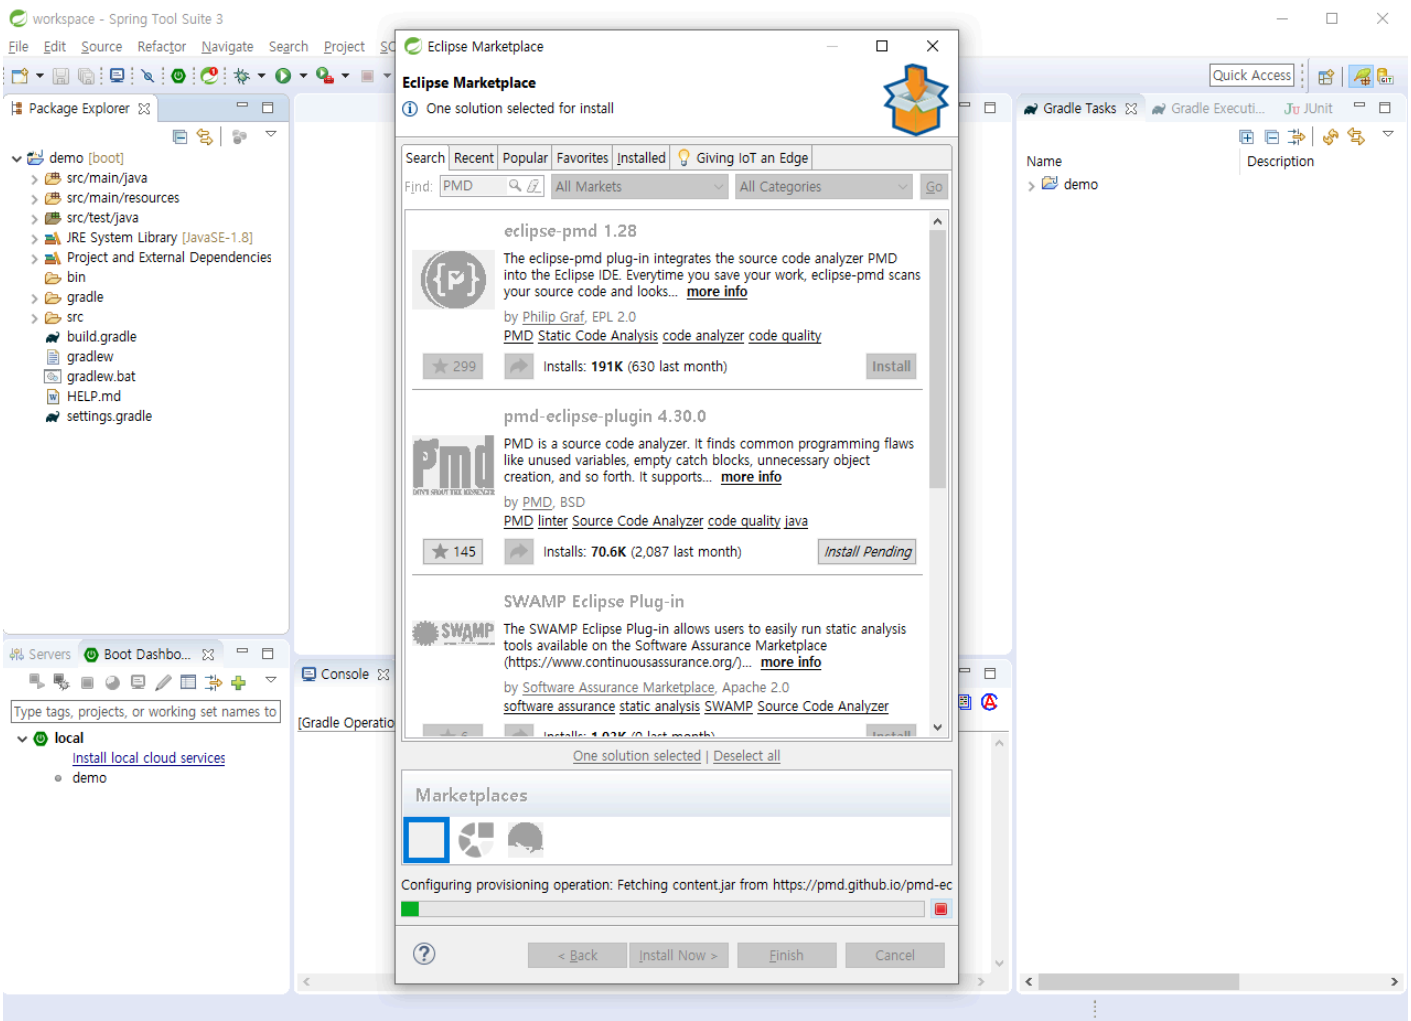 workspace - Spring Tool Suite 3
File Edit Source Refactor Navigate Search Project
Quick Access
Package Explorer
demo [boot]
src/main/java
src/main/resources
src/test/java
JRE System Library [JavaSE-1.8]
Project and External Dependencies
bin
gradle
src
build.gradle
gradlew
gradlew.bat
HELP.md
settings.gradle
Servers Boot Dashbo...
Type tags, projects, or working set names to
local
Install local cloud services
demo
Console
[Gradle Operatio
Eclipse Marketplace
Eclipse Marketplace
One solution selected for install
Search Recent Popular Favorites Installed Giving IoT an Edge
Find: PMD All Markets All Categories Go
eclipse-pmd 1.28
The eclipse-pmd plug-in integrates the source code analyzer PMD
into the Eclipse IDE. Everytime you save your work, eclipse-pmd scans
your source code and looks... more info
by Philip Graf, EPL 2.0
PMD Static Code Analysis code analyzer code quality
299 Installs: 191K (630 last month) Install
pmd-eclipse-plugin 4.30.0
Pmd
DON'T SHOOT THE MESSENGER
PMD is a source code analyzer. It finds common programming flaws
like unused variables, empty catch blocks, unnecessary object
creation, and so forth. It supports... more info
by PMD, BSD
PMD linter Source Code Analyzer code quality java
145 Installs: 70.6K (2,087 last month) Install Pending
SWAMP Eclipse Plug-in
SWAMP
The SWAMP Eclipse Plug-in allows users to easily run static analysis
tools available on the Software Assurance Marketplace
(https://www.continuousassurance.org/)... more info
by Software Assurance Marketplace, Apache 2.0
software assurance static analysis SWAMP Source Code Analyzer
6 Installs: 1.03K (0 last month) Install
One solution selected | Deselect all
Marketplaces
Configuring provisioning operation: Fetching content.jar from https://pmd.github.io/pmd-ec
< Back Install Now > Finish Cancel
Gradle Tasks Gradle Executi... JUnit
Name Description
demo